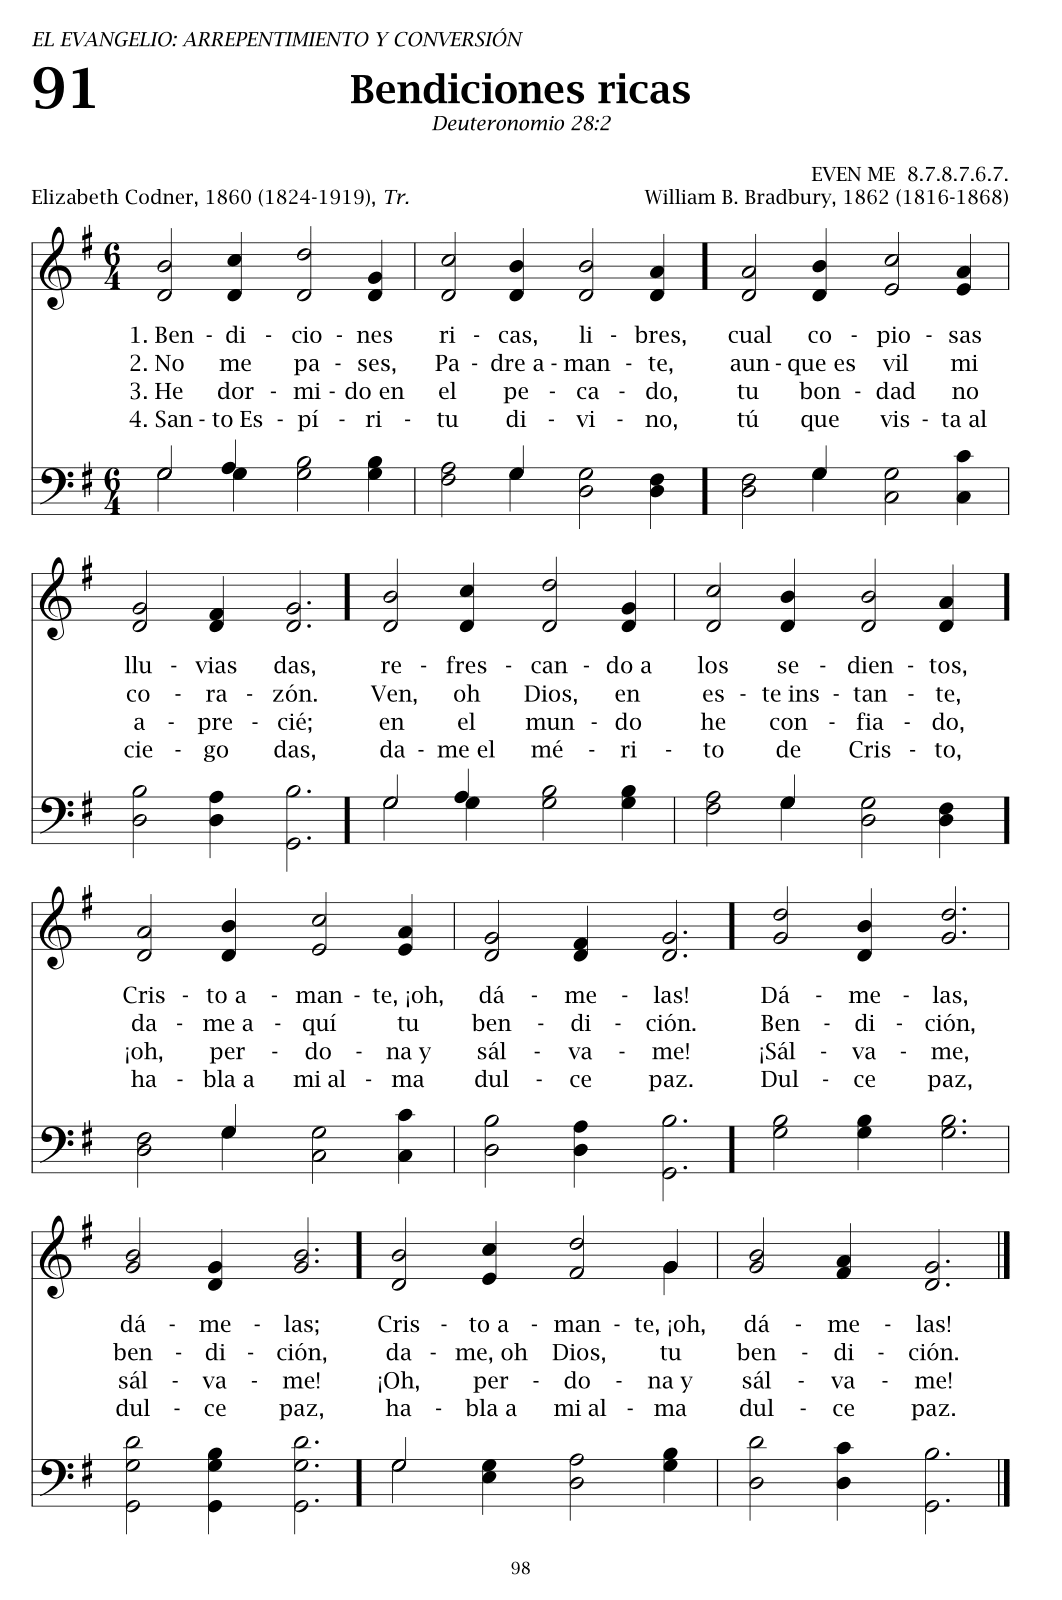 EL EVANGELIO: ARREPENTIMIENTO Y CONVERSIÓN
91
Bendiciones ricas
Deuteronomio 28:2
EVEN ME 8.7.8.7.6.7.
Elizabeth Codner, 1860 (1824-1919), Tr.
William B. Bradbury, 1862 (1816-1868)
6 4
1. Ben - di - cio - nes ri - cas, li - bres, cual co - pio - sas
2. No me pa - ses, Pa - dre a - man - te, aun - que es vil mi
3. He dor - mi - do en el pe - ca - do, tu bon - dad no
4. San - to Es - pí - ri - tu di - vi - no, tú que vis - ta al
6 4
llu - vias das, re - fres - can - do a los se - dien - tos,
co - ra - zón. Ven, oh Dios, en es - te ins - tan - te,
a - pre - cié; en el mun - do he con - fia - do,
cie - go das, da - me el mé - ri - to de Cris - to,
Cris - to a - man - te, ¡oh, dá - me - las! Dá - me - las,
da - me a - quí tu ben - di - ción. Ben - di - ción,
¡oh, per - do - na y sál - va - me! ¡Sál - va - me,
ha - bla a mi al - ma dul - ce paz. Dul - ce paz,
dá - me - las; Cris - to a - man - te, ¡oh, dá - me - las!
ben - di - ción, da - me, oh Dios, tu ben - di - ción.
sál - va - me! ¡Oh, per - do - na y sál - va - me!
dul - ce paz, ha - bla a mi al - ma dul - ce paz.
98